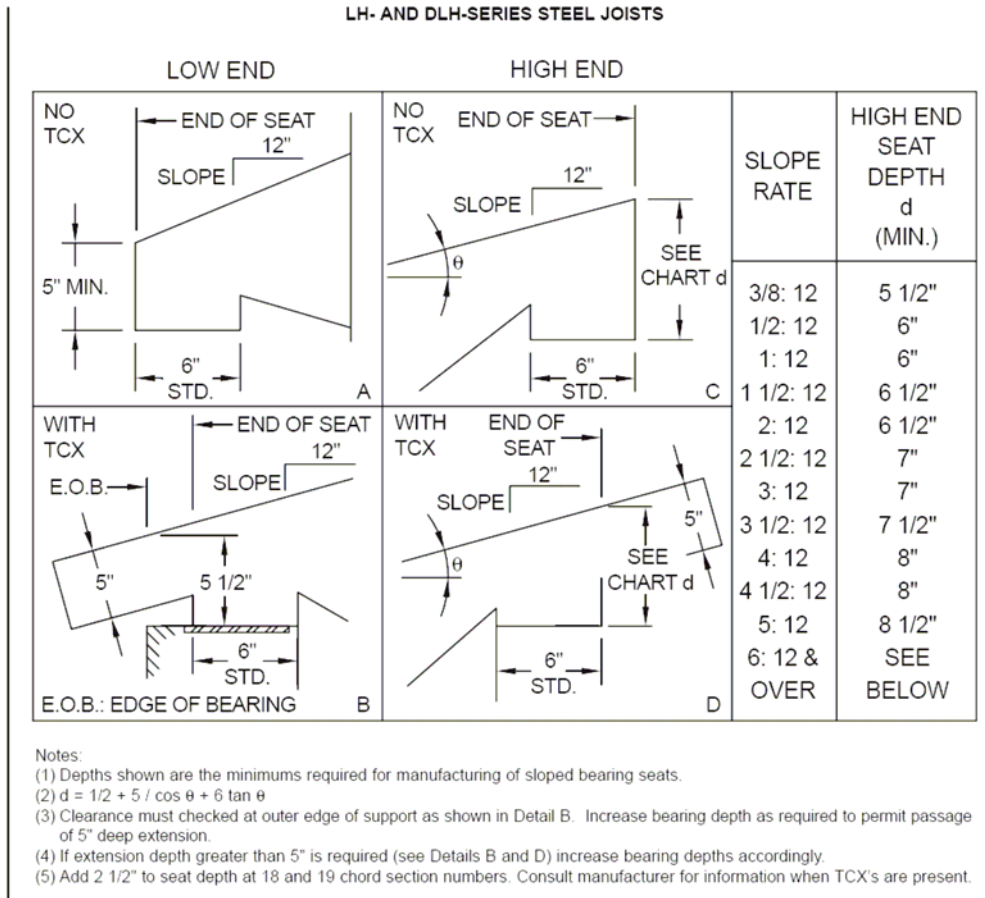 LH- AND DLH-SERIES STEEL JOISTS
LOW END
HIGH END
NO
TCX
END OF SEAT
12"
SLOPE
5" MIN.
6"
STD.
A
NO
TCX
END OF SEAT
12"
SLOPE
θ
SEE
CHART d
6"
STD.
C
WITH
TCX
END OF SEAT
12"
E.O.B.
SLOPE
5"
5 1/2"
6"
STD.
E.O.B.: EDGE OF BEARING
B
WITH
TCX
END OF
SEAT
12"
SLOPE
5"
θ
SEE
CHART d
6"
STD.
D
SLOPE
RATE
HIGH END
SEAT
DEPTH
d
(MIN.)
3/8: 12 5 1/2"
1/2: 12 6"
1: 12 6"
1 1/2: 12 6 1/2"
2: 12 6 1/2"
2 1/2: 12 7"
3: 12 7"
3 1/2: 12 7 1/2"
4: 12 8"
4 1/2: 12 8"
5: 12 8 1/2"
6: 12 & SEE
OVER BELOW
Notes:
(1) Depths shown are the minimums required for manufacturing of sloped bearing seats.
(2) d = 1/2 + 5 / cos θ + 6 tan θ
(3) Clearance must checked at outer edge of support as shown in Detail B. Increase bearing depth as required to permit passage
of 5" deep extension.
(4) If extension depth greater than 5" is required (see Details B and D) increase bearing depths accordingly.
(5) Add 2 1/2" to seat depth at 18 and 19 chord section numbers. Consult manufacturer for information when TCX's are present.